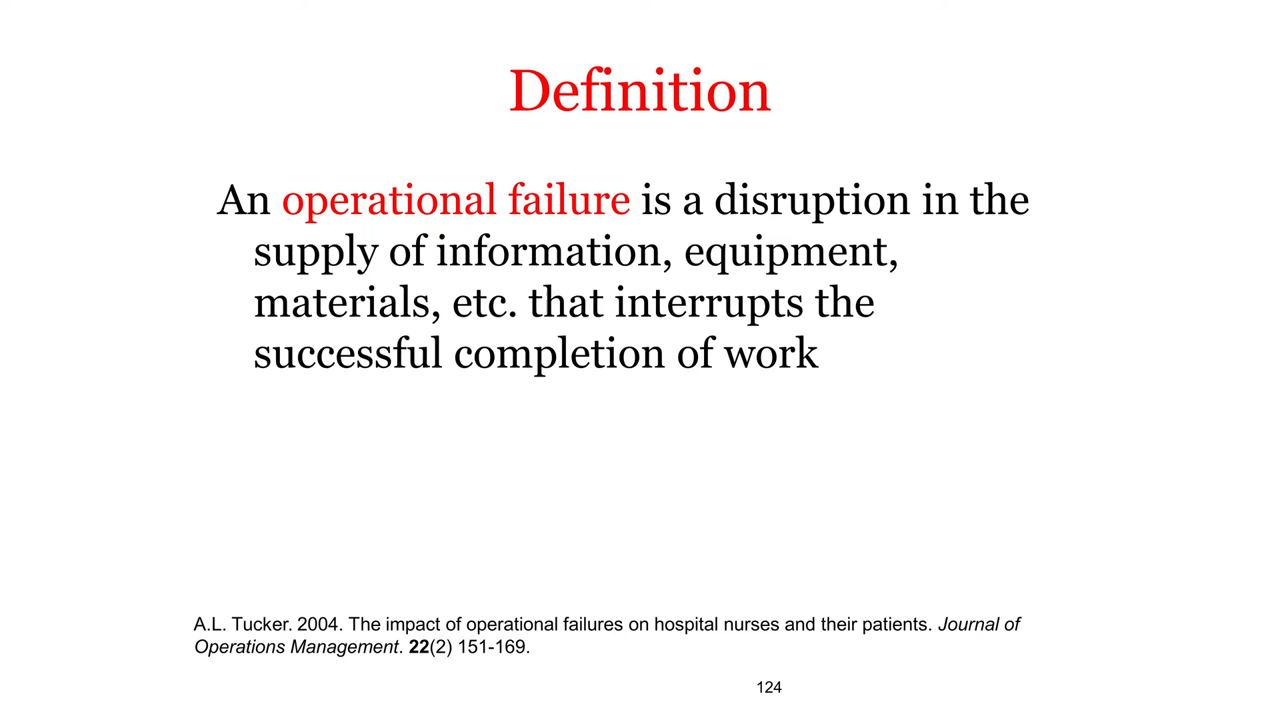 Definition
An operational failure is a disruption in the
supply of information, equipment,
materials, etc. that interrupts the
successful completion of work
A.L. Tucker. 2004. The impact of operational failures on hospital nurses and their patients. Journal of
Operations Management. 22(2) 151-169.
124